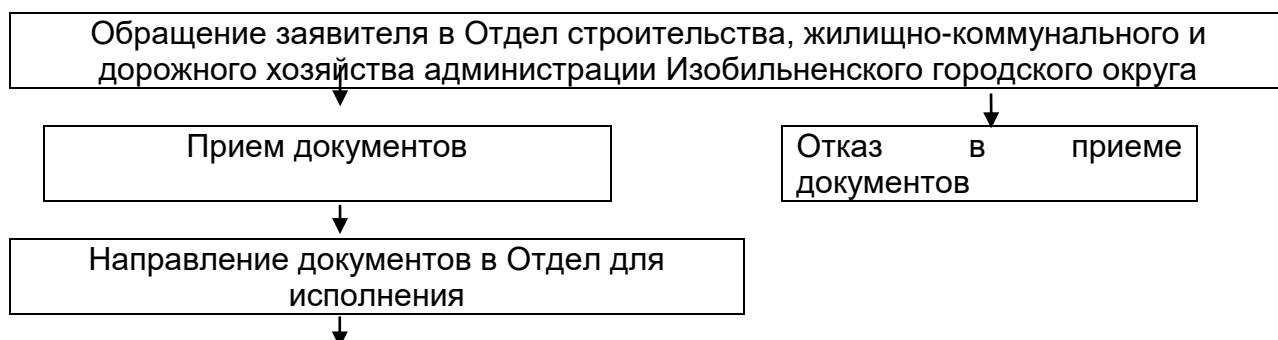 Обращение заявителя в Отдел строительства, жилищно-коммунального и
дорожного хозяйства администрации Изобильненского городского округа
Прием документов
Отказ в приеме
документов
Направление документов в Отдел для
исполнения